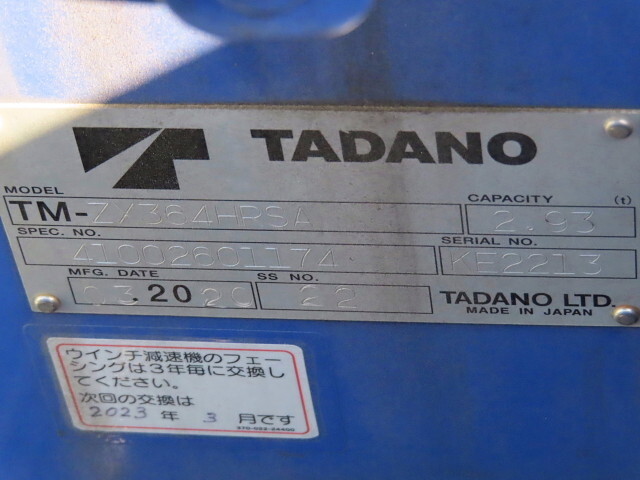 TADANO
MODEL
TM-ZX364HRSA
CAPACITY (t)
2.93
SPEC. NO.
41002601174
SERIAL NO.
KE2213
MFG. DATE
03.2020
SS NO.
22
TADANO LTD.
MADE IN JAPAN
ウインチ減速機のフェー
シングは３年毎に交換し
てください。
次回の交換は
2023 年 3 月です